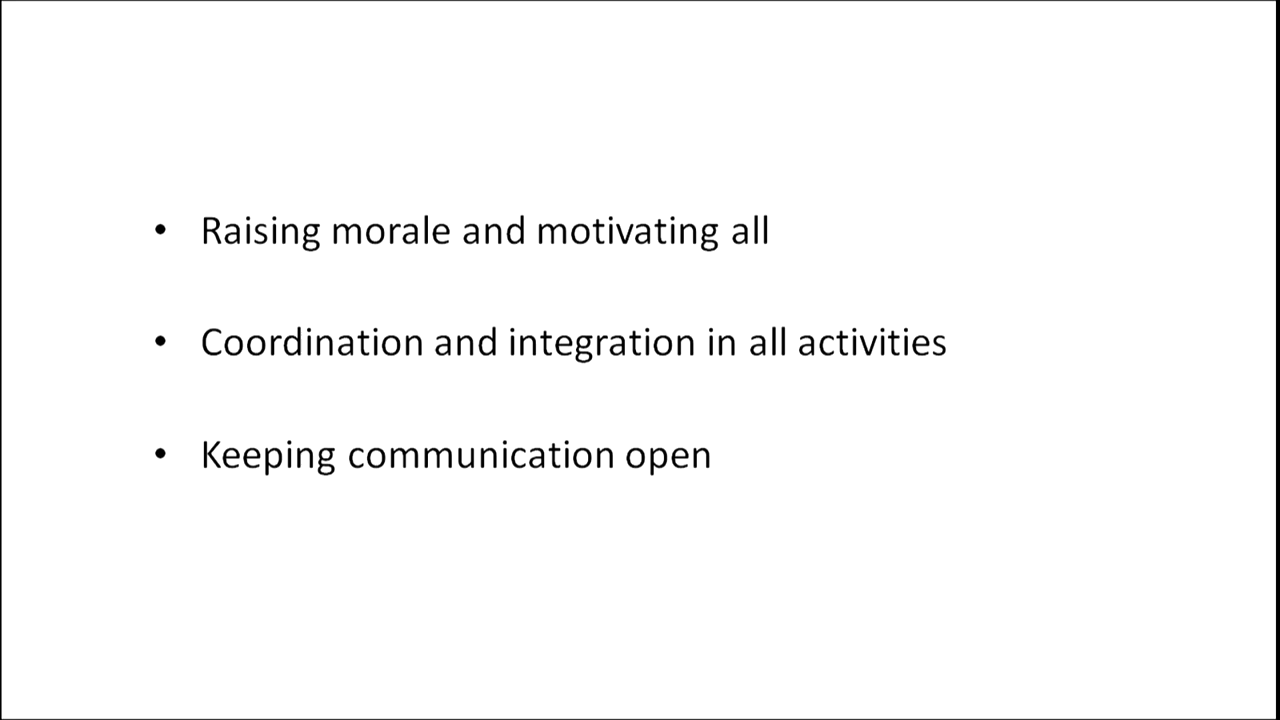 • Raising morale and motivating all
• Coordination and integration in all activities
• Keeping communication open